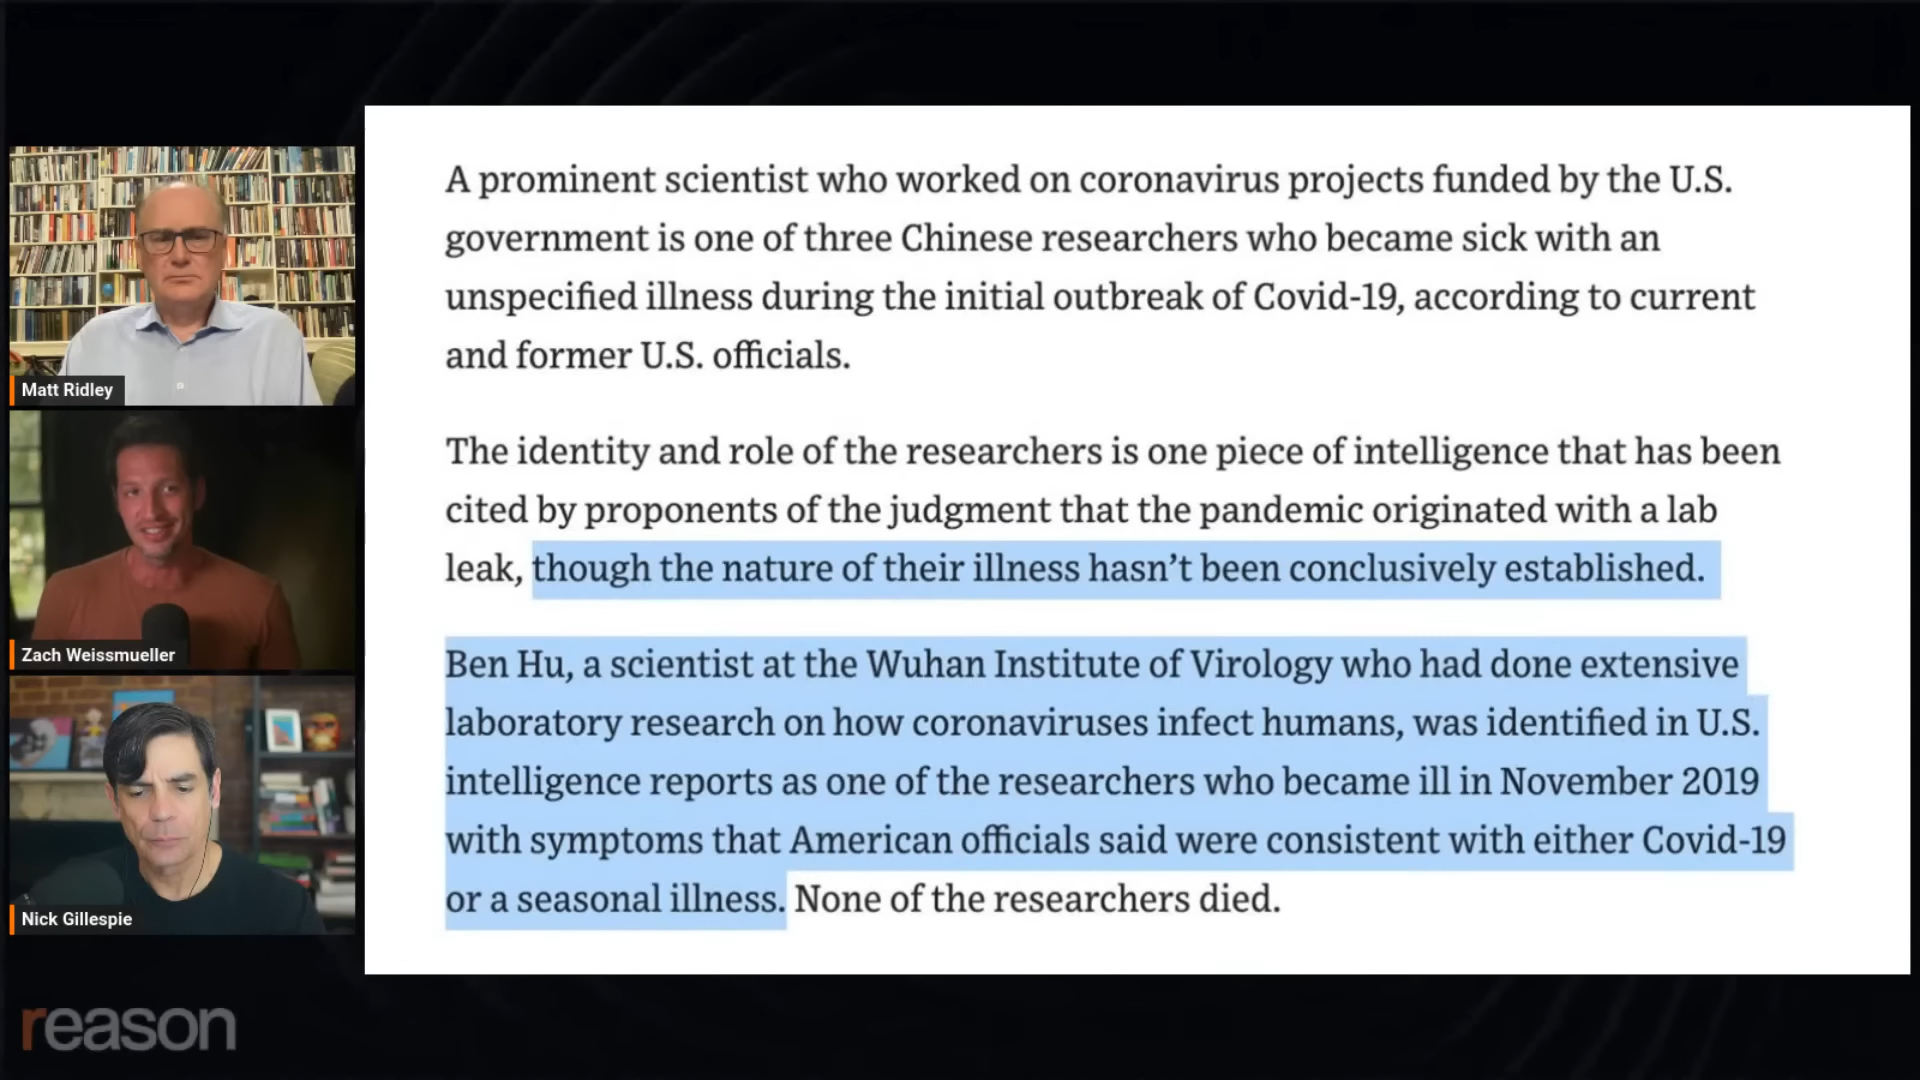 A prominent scientist who worked on coronavirus projects funded by the U.S.
government is one of three Chinese researchers who became sick with an
unspecified illness during the initial outbreak of Covid-19, according to current
and former U.S. officials.
The identity and role of the researchers is one piece of intelligence that has been
cited by proponents of the judgment that the pandemic originated with a lab
leak, though the nature of their illness hasn’t been conclusively established.
Ben Hu, a scientist at the Wuhan Institute of Virology who had done extensive
laboratory research on how coronaviruses infect humans, was identified in U.S.
intelligence reports as one of the researchers who became ill in November 2019
with symptoms that American officials said were consistent with either Covid-19
or a seasonal illness. None of the researchers died.
Matt Ridley
Zach Weissmueller
Nick Gillespie
reason